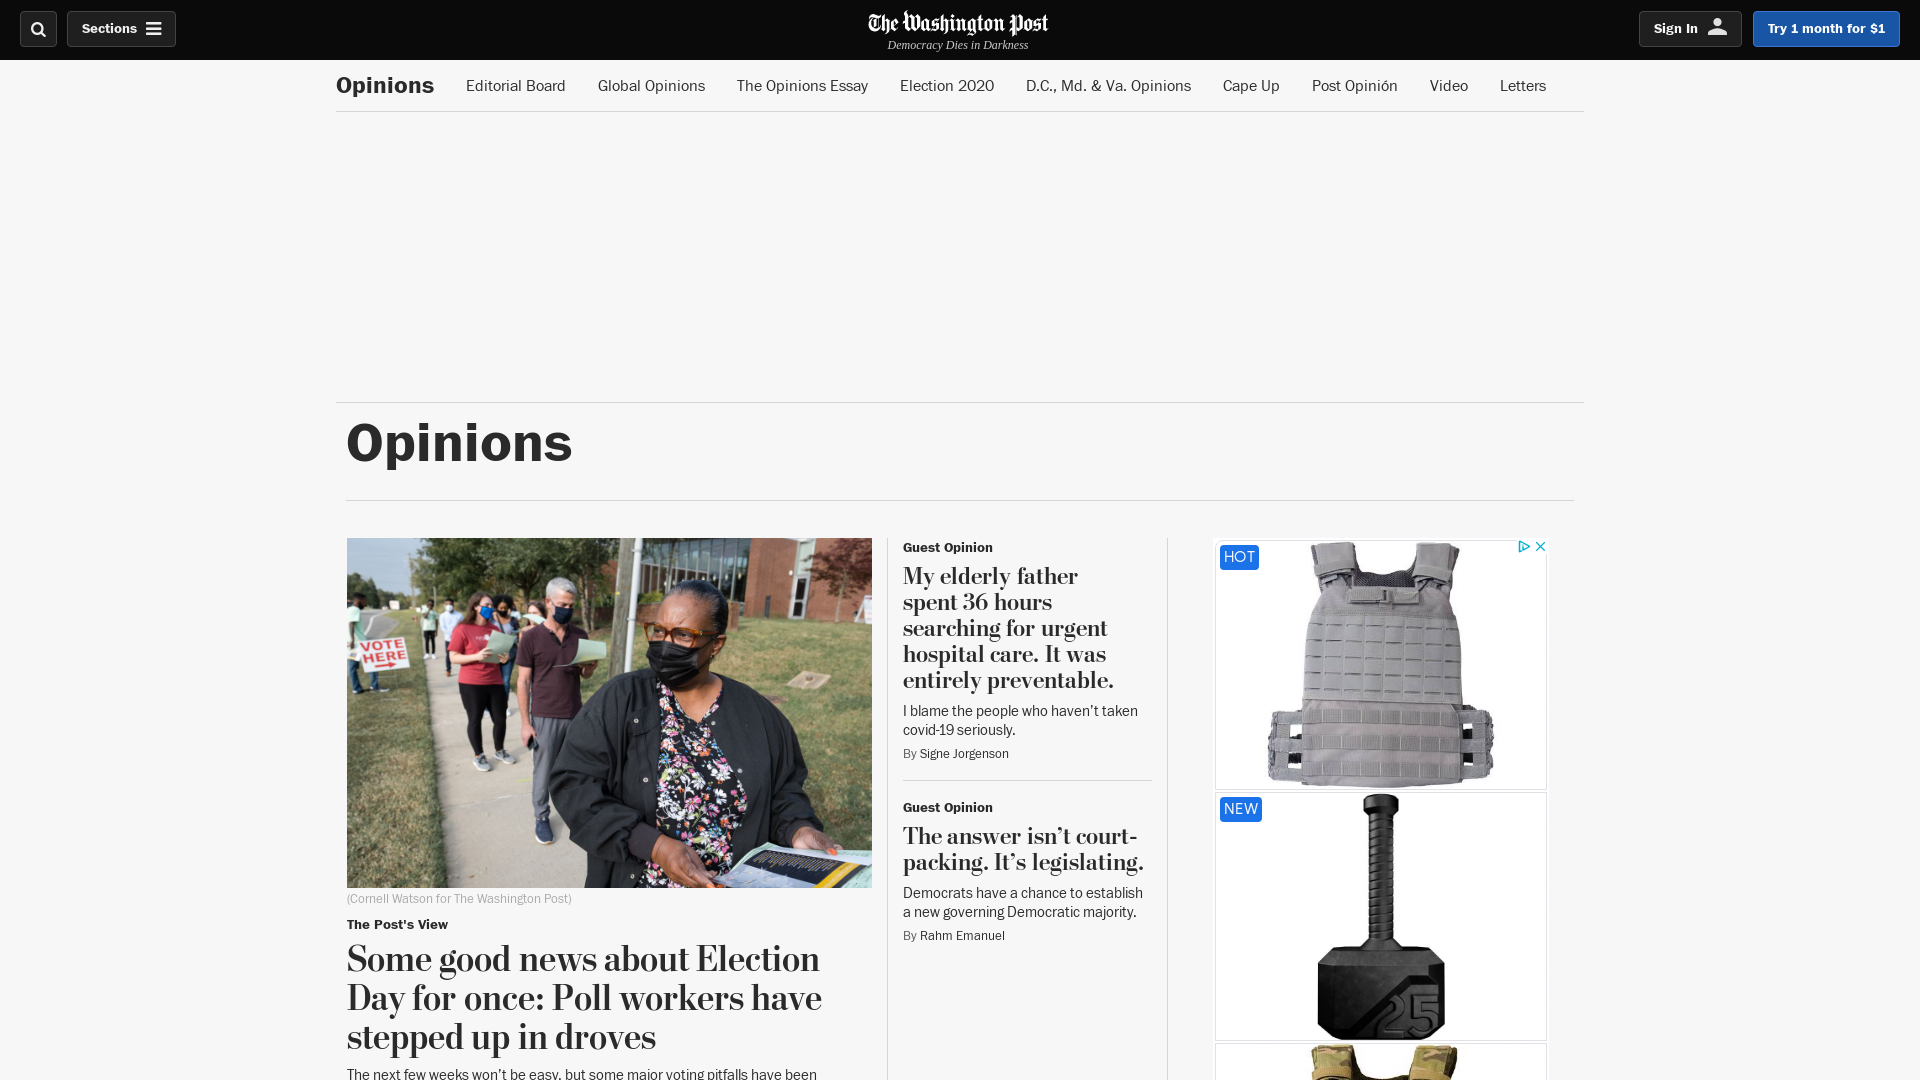 Sections
The Washington Post
Democracy Dies in Darkness
Sign In
Try 1 month for $1
Opinions
Editorial Board
Global Opinions
The Opinions Essay
Election 2020
D.C., Md. & Va. Opinions
Cape Up
Post Opinión
Video
Letters
Opinions
VOTE
HERE
(Cornell Watson for The Washington Post)
The Post's View
Some good news about Election
Day for once: Poll workers have
stepped up in droves
The next few weeks won’t be easy, but some major voting pitfalls have been
Guest Opinion
My elderly father
spent 36 hours
searching for urgent
hospital care. It was
entirely preventable.
I blame the people who haven’t taken
covid-19 seriously.
By Signe Jorgenson
Guest Opinion
The answer isn’t court-
packing. It’s legislating.
Democrats have a chance to establish
a new governing Democratic majority.
By Rahm Emanuel
HOT
NEW
25